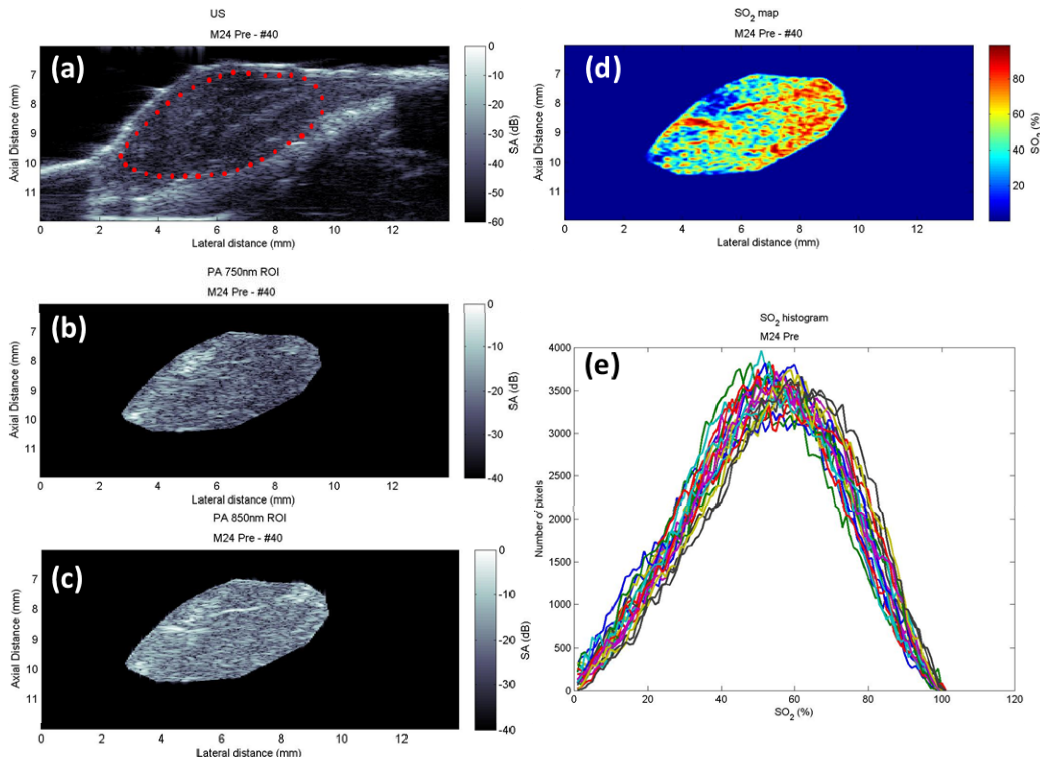 US
M24 Pre - #40
(a)
Axial Distance (mm)
7
8
9
10
11
0 2 4 6 8 10 12
Lateral distance (mm)
0
-10
-20
-30
-40
-50
-60
SA (dB)
PA 750nm ROI
M24 Pre - #40
(b)
Axial Distance (mm)
7
8
9
10
11
0 2 4 6 8 10 12
Lateral distance (mm)
0
-10
-20
-30
-40
SA (dB)
PA 850nm ROI
M24 Pre - #40
(c)
Axial Distance (mm)
7
8
9
10
11
0 2 4 6 8 10 12
Lateral distance (mm)
0
-10
-20
-30
-40
SA (dB)
SO2 map
M24 Pre - #40
(d)
Axial Distance (mm)
7
8
9
10
11
0 2 4 6 8 10 12
Lateral distance (mm)
80
60
40
20
SO2 (%)
SO2 histogram
M24 Pre
(e)
Number of pixels
4000
3500
3000
2500
2000
1500
1000
500
0
0 20 40 60 80 100 120
SO2 (%)